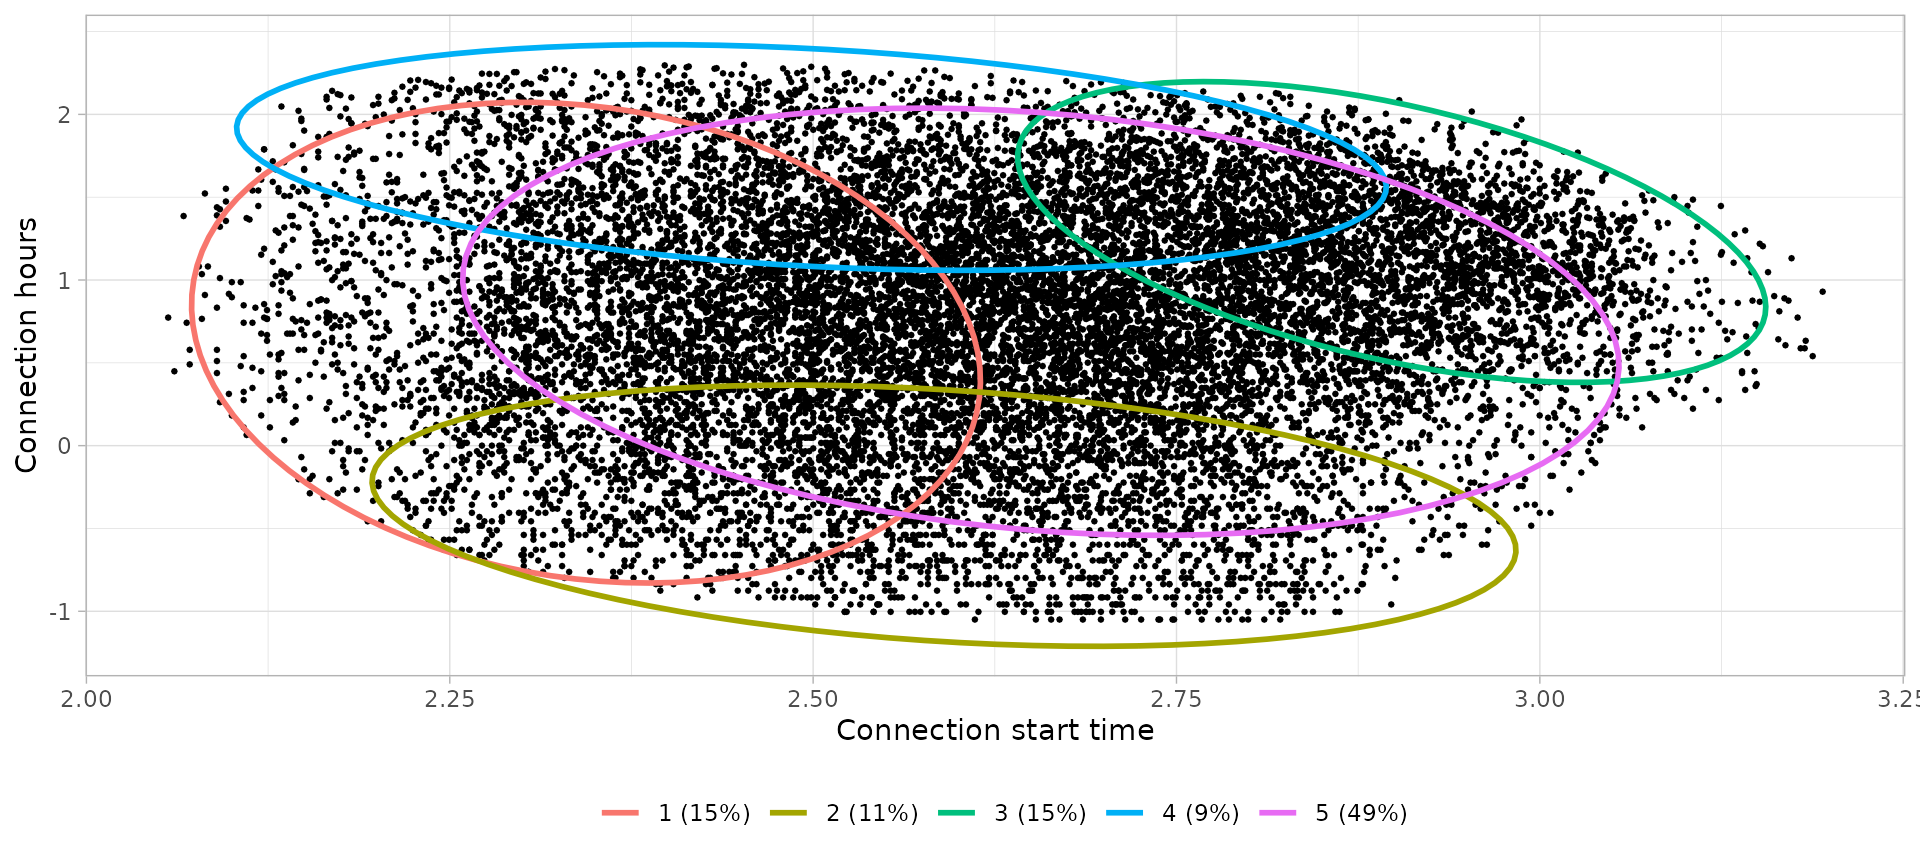 2
1
0
-1
Connection hours
2.00 2.25 2.50 2.75 3.00 3.25
Connection start time
1 (15%) 2 (11%) 3 (15%) 4 (9%) 5 (49%)